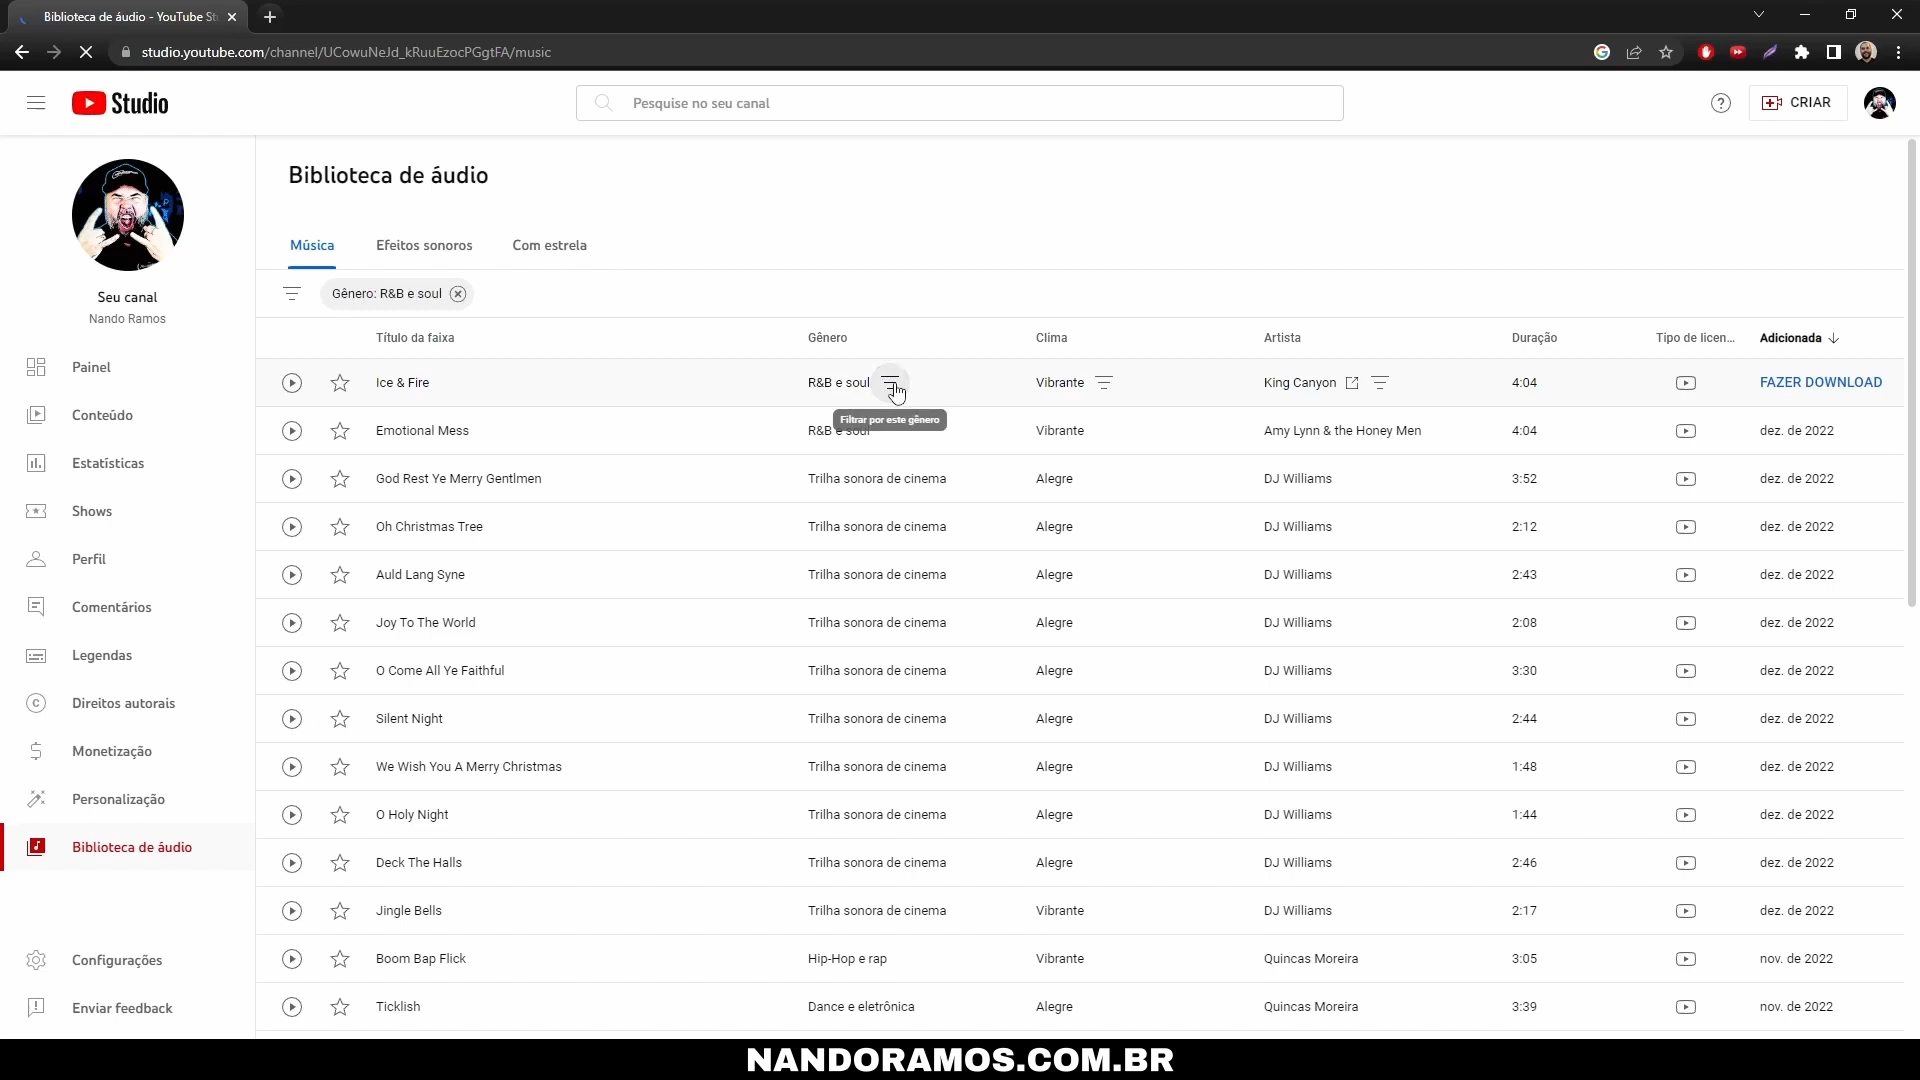 Biblioteca de áudio - YouTube St
studio.youtube.com/channel/UCowuNeJd_kRuuEzocPGgtFA/music
Studio
Pesquise no seu canal
CRIAR
Seu canal
Nando Ramos
Painel
Conteúdo
Estatísticas
Shows
Perfil
Comentários
Legendas
Direitos autorais
Monetização
Personalização
Biblioteca de áudio
Configurações
Enviar feedback
Biblioteca de áudio
Música Efeitos sonoros Com estrela
Gênero: R&B e soul
Título da faixa Gênero Clima Artista Duração Tipo de licen... Adicionada
Ice & Fire R&B e soul Vibrante King Canyon 4:04 FAZER DOWNLOAD
Filtrar por este gênero
Emotional Mess R&B e soul Vibrante Amy Lynn & the Honey Men 4:04 dez. de 2022
God Rest Ye Merry Gentlmen Trilha sonora de cinema Alegre DJ Williams 3:52 dez. de 2022
Oh Christmas Tree Trilha sonora de cinema Alegre DJ Williams 2:12 dez. de 2022
Auld Lang Syne Trilha sonora de cinema Alegre DJ Williams 2:43 dez. de 2022
Joy To The World Trilha sonora de cinema Alegre DJ Williams 2:08 dez. de 2022
O Come All Ye Faithful Trilha sonora de cinema Alegre DJ Williams 3:30 dez. de 2022
Silent Night Trilha sonora de cinema Alegre DJ Williams 2:44 dez. de 2022
We Wish You A Merry Christmas Trilha sonora de cinema Alegre DJ Williams 1:48 dez. de 2022
O Holy Night Trilha sonora de cinema Alegre DJ Williams 1:44 dez. de 2022
Deck The Halls Trilha sonora de cinema Alegre DJ Williams 2:46 dez. de 2022
Jingle Bells Trilha sonora de cinema Vibrante DJ Williams 2:17 dez. de 2022
Boom Bap Flick Hip-Hop e rap Vibrante Quincas Moreira 3:05 nov. de 2022
Ticklish Dance e eletrônica Alegre Quincas Moreira 3:39 nov. de 2022
NANDORAMOS.COM.BR